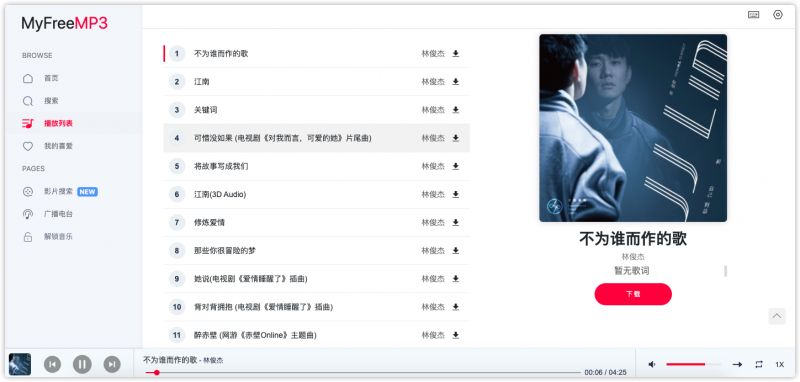 MyFreeMP3
BROWSE
首页
搜索
播放列表
我的喜爱
PAGES
影片搜索 NEW
广播电台
解锁音乐
1 不为谁而作的歌 林俊杰
2 江南 林俊杰
3 关键词 林俊杰
4 可惜没如果 (电视剧《对我而言，可爱的她》片尾曲) 林俊杰
5 将故事写成我们 林俊杰
6 江南(3D Audio) 林俊杰
7 修炼爱情 林俊杰
8 那些你很冒险的梦 林俊杰
9 她说(电视剧《爱情睡醒了》插曲) 林俊杰
10 背对背拥抱 (电视剧《爱情睡醒了》插曲) 林俊杰
11 醉赤壁 (网游《赤壁Online》主题曲) 林俊杰
JJ LIN
不为谁而作的歌
林俊杰
暂无歌词
下载
不为谁而作的歌 - 林俊杰
00:06 / 04:25
1X